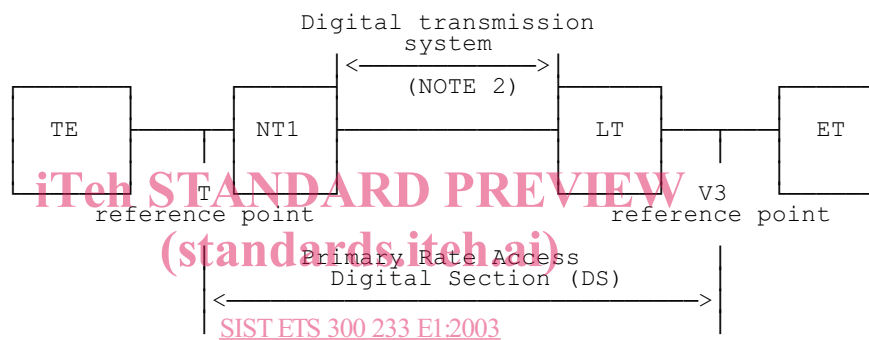 Digital transmission
system
(NOTE 2)
TE NT1 LT ET
iTeh STANDARD PREVIEW
T V3
reference point reference point
(standards.iteh.ai)
Primary Rate Access
Digital Section (DS)
SIST ETS 300 233 E1:2003